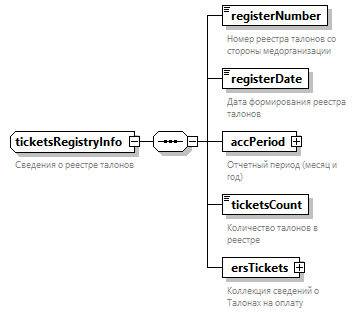 registerNumber
Номер реестра талонов со
стороны медорганизации
registerDate
Дата формирования реестра
талонов
ticketsRegistryInfo
Сведения о реестре талонов
accPeriod
Отчетный период (месяц и
год)
ticketsCount
Количество талонов в
реестре
ersTickets
Коллекция сведений о
Талонах на оплату